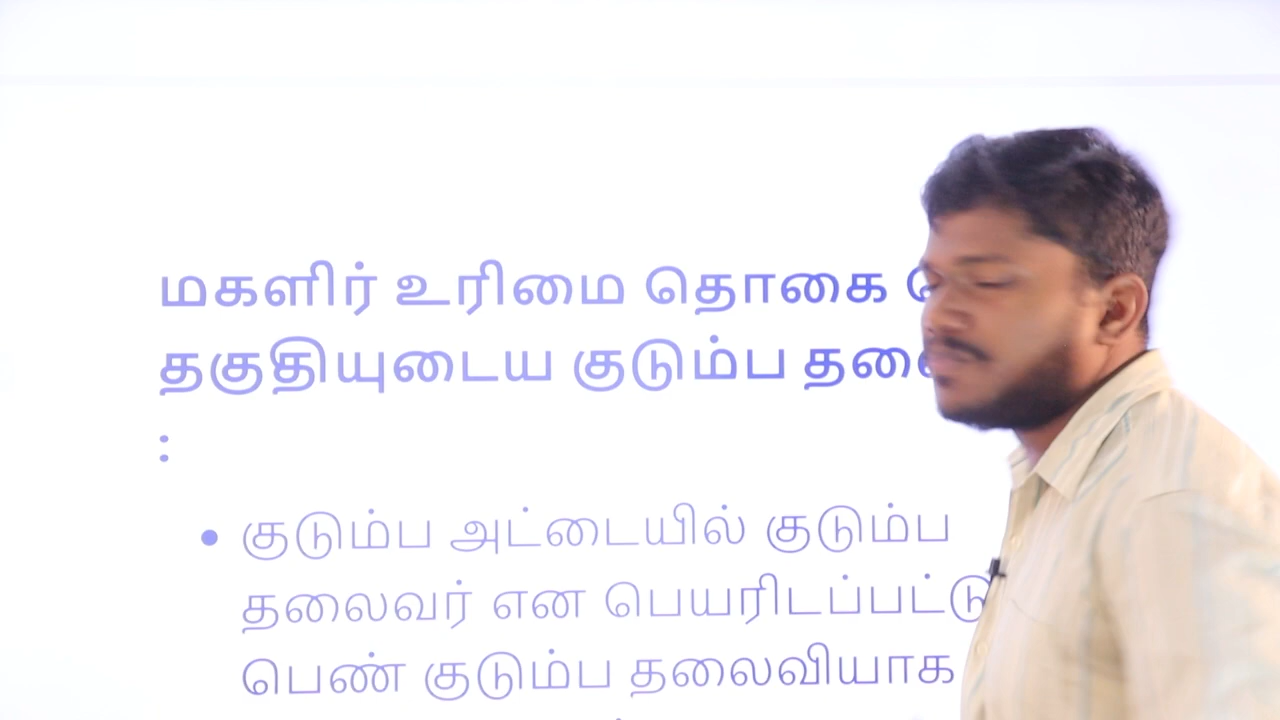 மகளிர் உரிமை தொகை
தகுதியுடைய குடும்ப
:
• குடும்ப அட்டையில் குடும்ப
தலைவர் என பெயரிடப்பட்டு
பெண் குடும்ப தலைவியாக